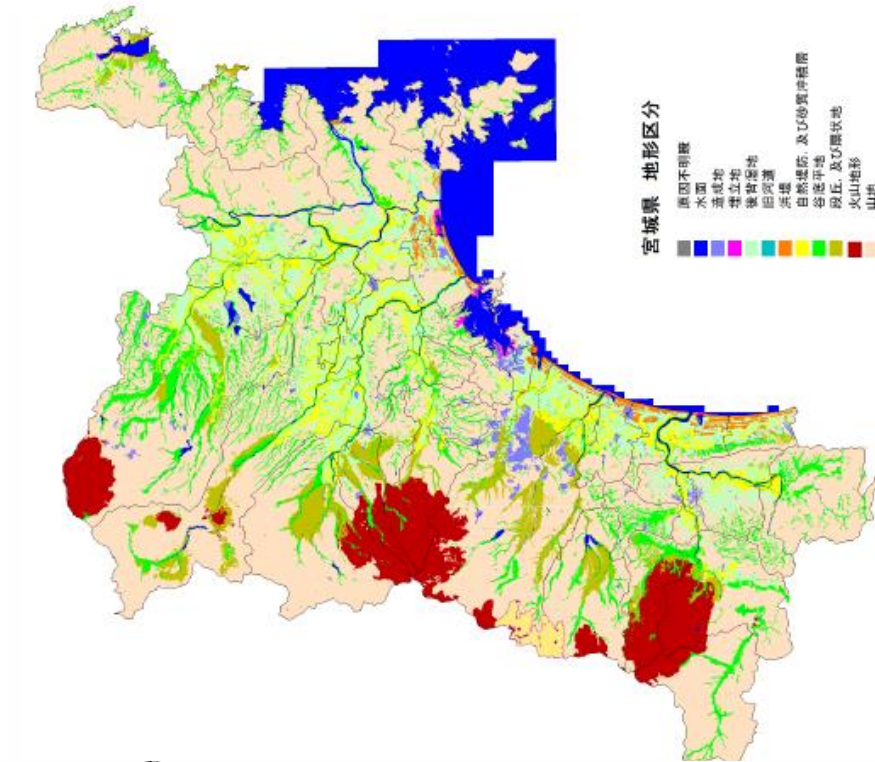 宮城県 地形区分
原因不明瞭
水面
造成地
埋立地
後背湿地
旧河道
浜堤
自然堤防、及び砂質沖積層
谷底平地
段丘、及び扇状地
火山地形
山地